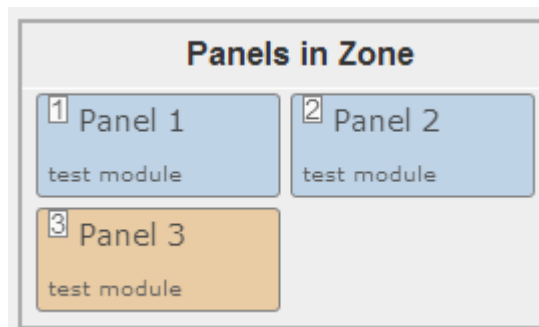 Panels in Zone
1 Panel 1
test module
2 Panel 2
test module
3 Panel 3
test module